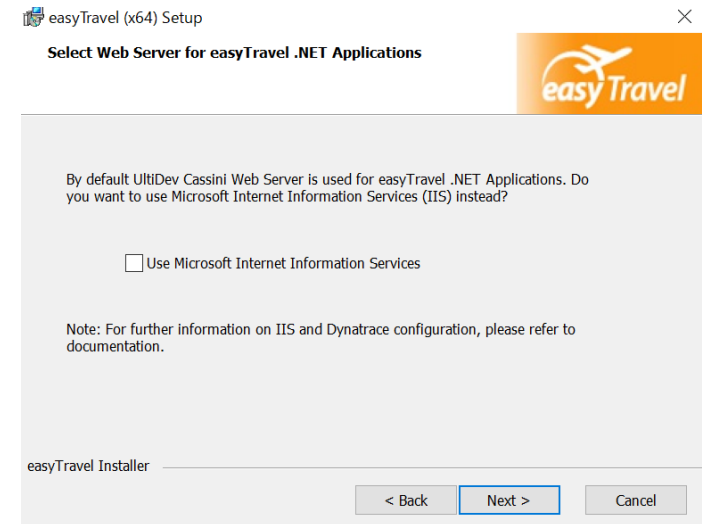 easyTravel (x64) Setup
Select Web Server for easyTravel .NET Applications
easyTravel
By default UltiDev Cassini Web Server is used for easyTravel .NET Applications. Do
you want to use Microsoft Internet Information Services (IIS) instead?
Use Microsoft Internet Information Services
Note: For further information on IIS and Dynatrace configuration, please refer to
documentation.
easyTravel Installer
< Back
Next >
Cancel